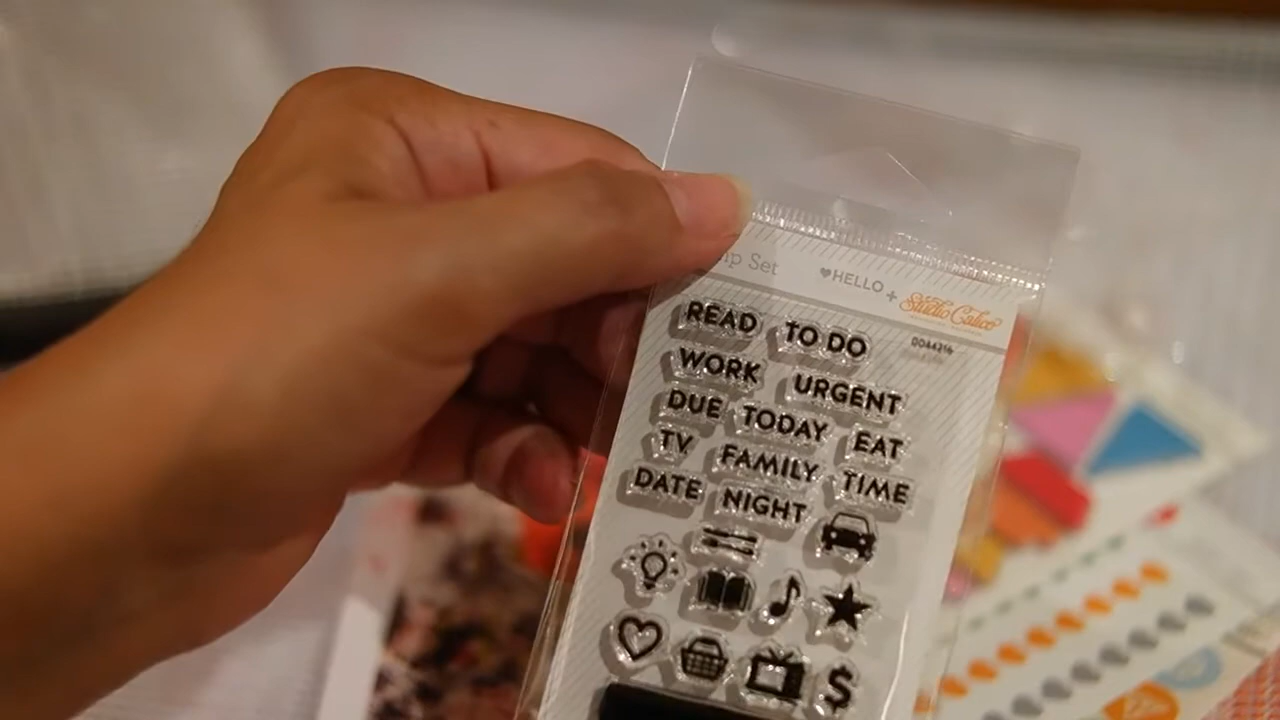 Set ♥HELLO + Studio Calico
READ TO DO
WORK URGENT
DUE TODAY EAT
TV FAMILY TIME
DATE NIGHT
$